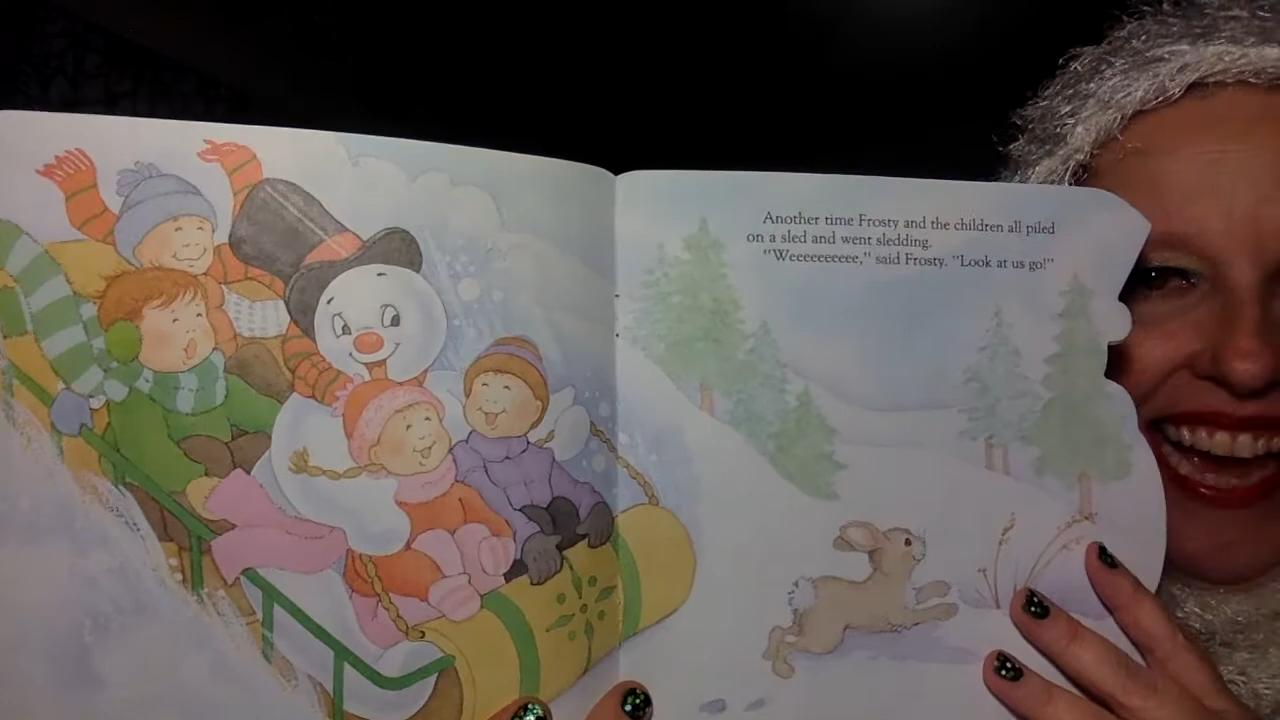 Another time Frosty and the children all piled
on a sled and went sledding.
"Weeeeeeeeee," said Frosty. "Look at us go!"